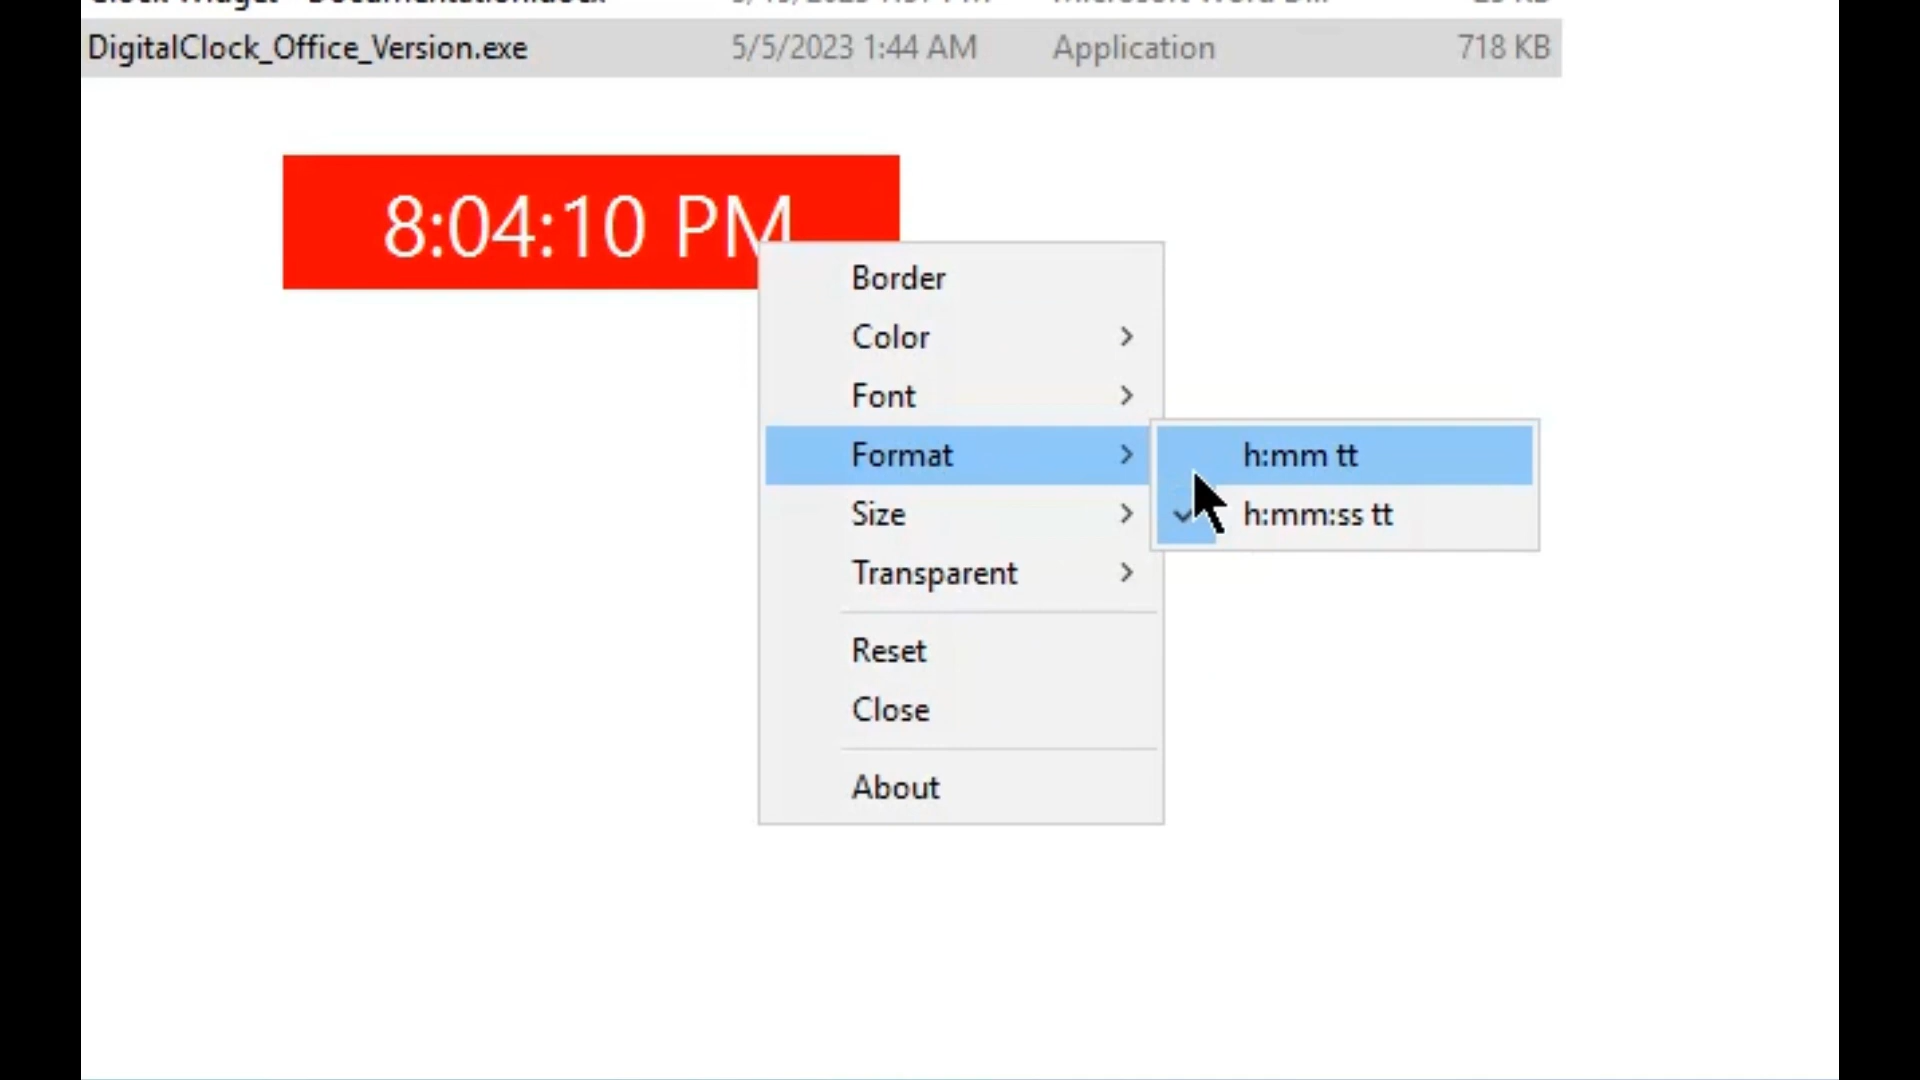 DigitalClock_Office_Version.exe 5/5/2023 1:44 AM Application 718 KB
8:04:10 PM
Border
Color
Font
Format
h:mm tt
Size
h:mm:ss tt
Transparent
Reset
Close
About